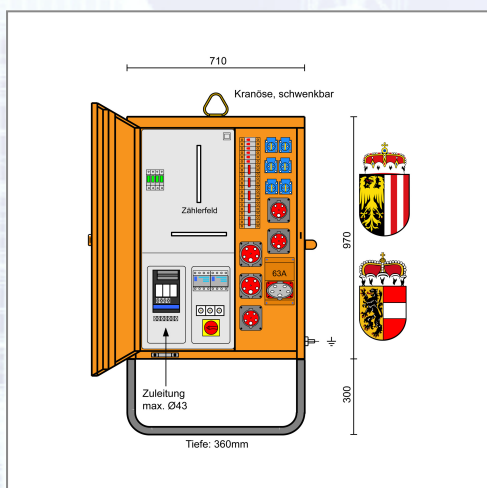 710
Kranöse, schwenkbar
Zählerfeld
970
63A
Zuleitung
max. Ø43
300
Tiefe: 360mm